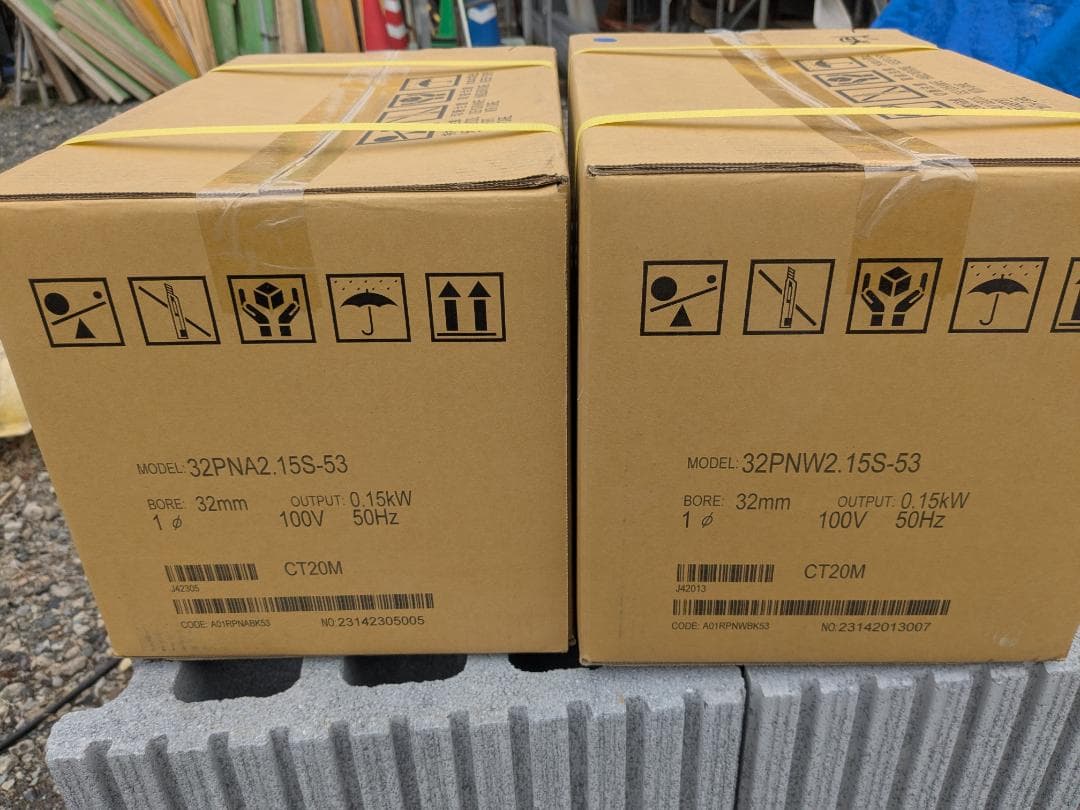 MODEL: 32PNA2.15S-53
BORE: 32mm OUTPUT: 0.15kW
1 ⌀ 100V 50Hz
CT20M
J42305
CODE: A01RPNABK53 NO: 23142305005
MODEL: 32PNW2.15S-53
BORE: 32mm OUTPUT: 0.15kW
1 ⌀ 100V 50Hz
CT20M
J42013
CODE: A01RPNWBK53 NO: 23142013007